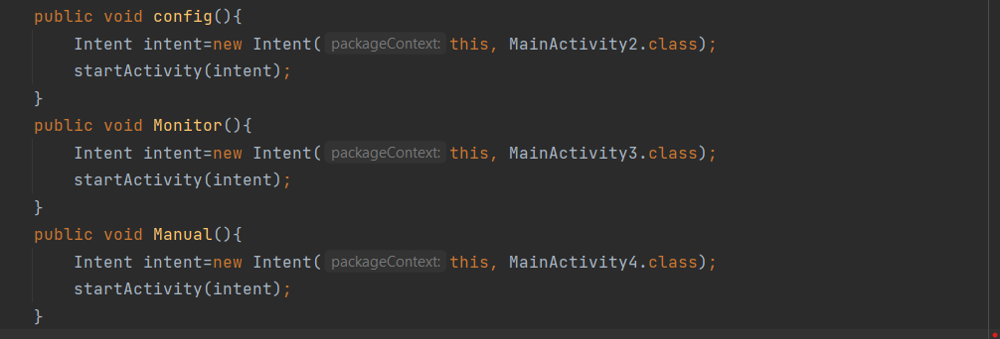 public void config(){
Intent intent=new Intent( packageContext: this, MainActivity2.class);
startActivity(intent);
}
public void Monitor(){
Intent intent=new Intent( packageContext: this, MainActivity3.class);
startActivity(intent);
}
public void Manual(){
Intent intent=new Intent( packageContext: this, MainActivity4.class);
startActivity(intent);
}